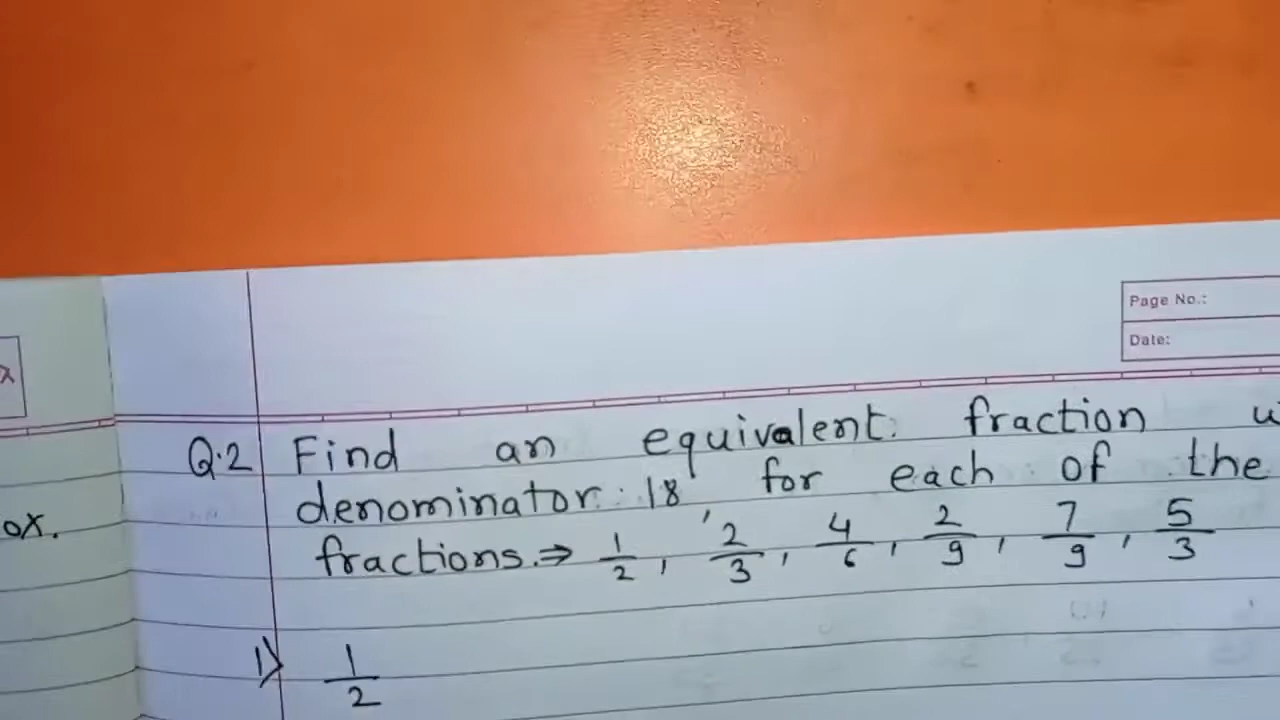 Page No.:
Date:
x
Q.2 Find an equivalent fraction
denominator 18, for each of the
fractions.⇒ 1/2, 2/3, 4/6, 2/9, 7/9, 5/3
ox.
1) 1/2